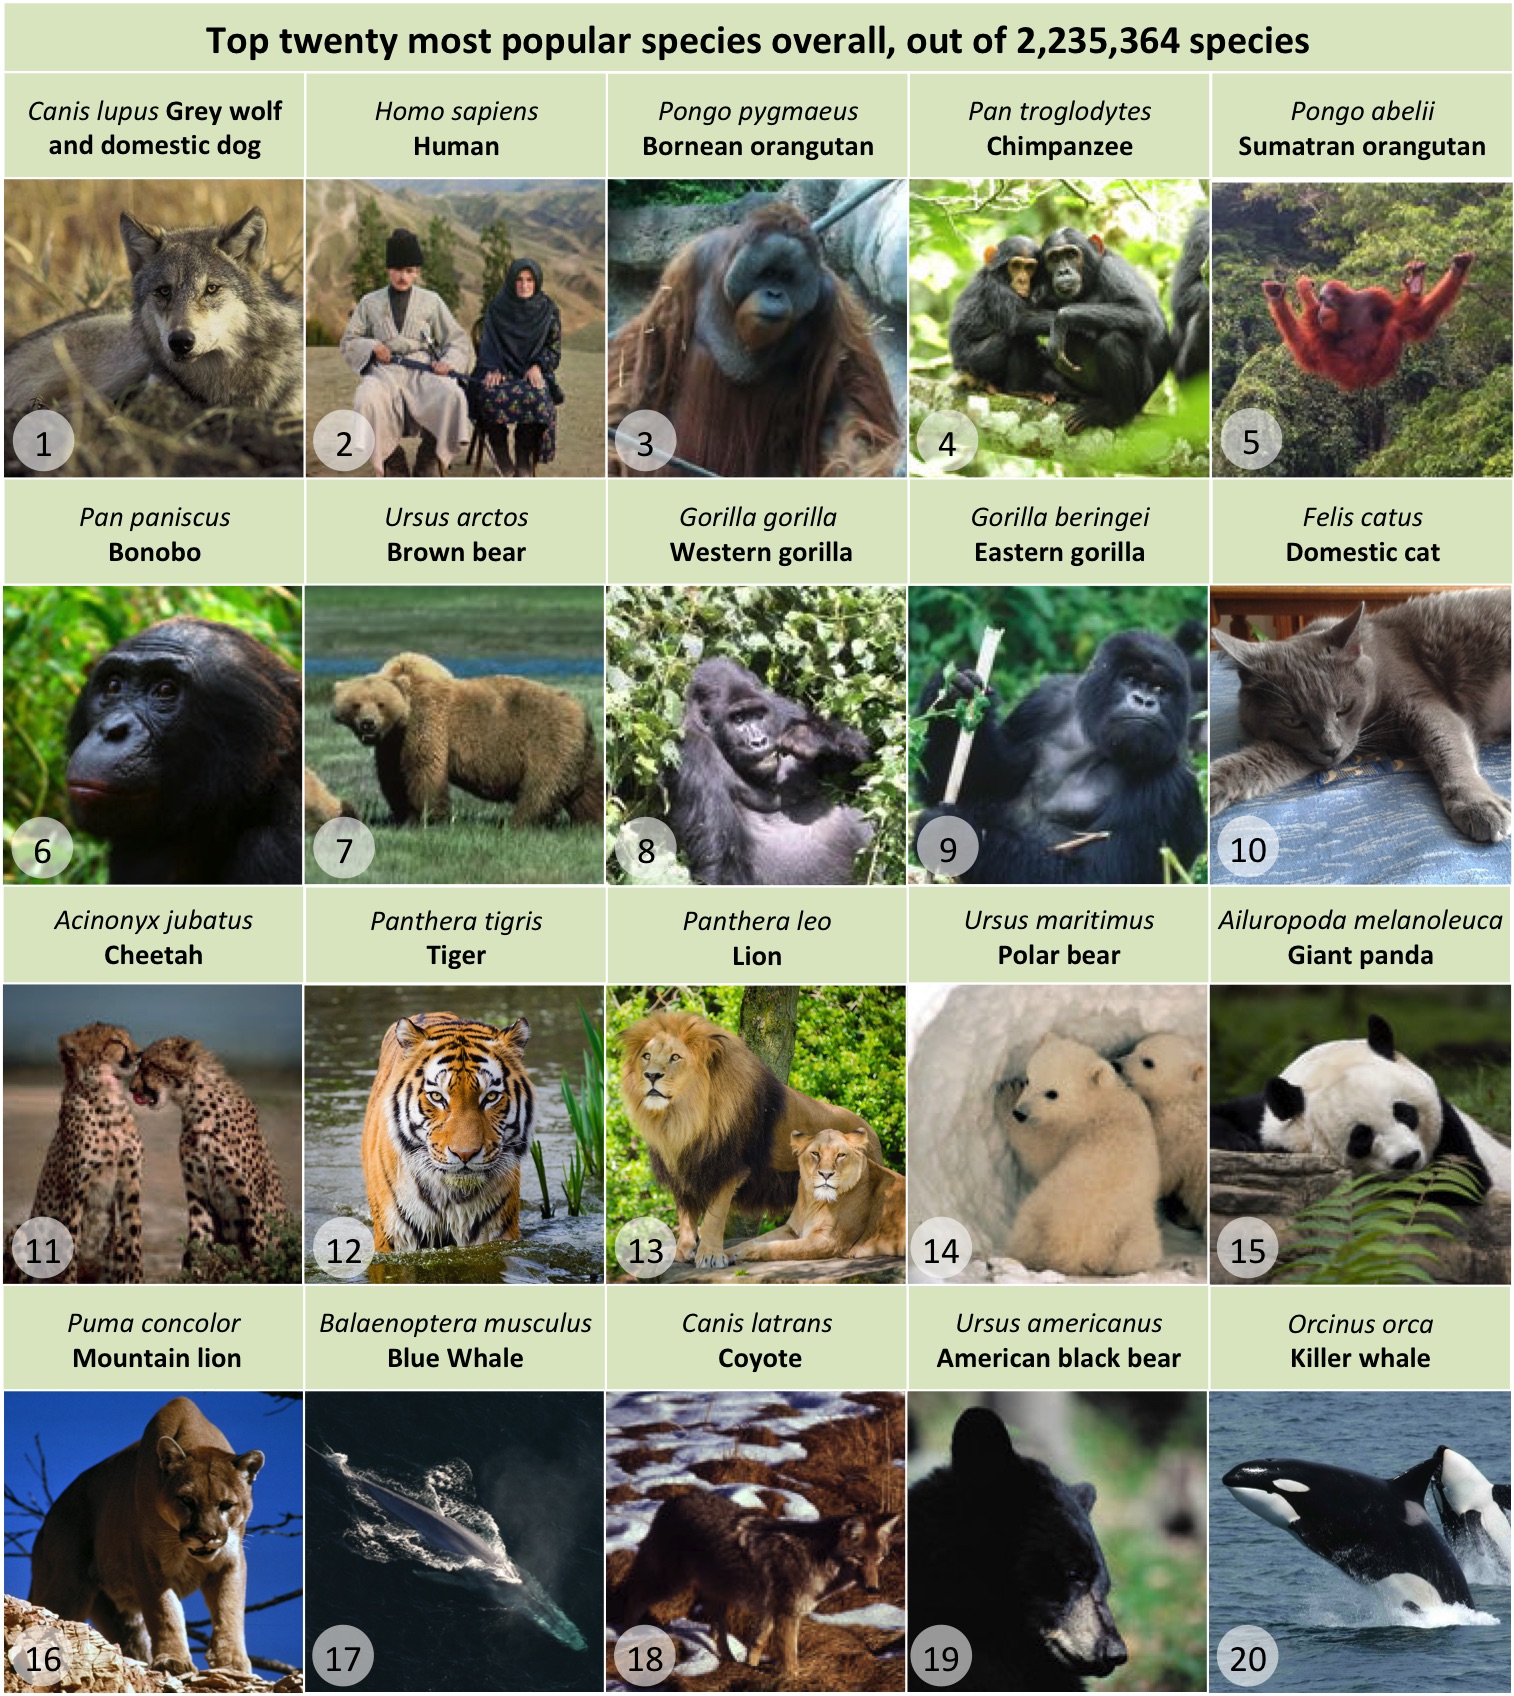 Top twenty most popular species overall, out of 2,235,364 species
Canis lupus Grey wolf
and domestic dog
Homo sapiens
Human
Pongo pygmaeus
Bornean orangutan
Pan troglodytes
Chimpanzee
Pongo abelii
Sumatran orangutan
1
2
3
4
5
Pan paniscus
Bonobo
Ursus arctos
Brown bear
Gorilla gorilla
Western gorilla
Gorilla beringei
Eastern gorilla
Felis catus
Domestic cat
6
7
8
9
10
Acinonyx jubatus
Cheetah
Panthera tigris
Tiger
Panthera leo
Lion
Ursus maritimus
Polar bear
Ailuropoda melanoleuca
Giant panda
11
12
13
14
15
Puma concolor
Mountain lion
Balaenoptera musculus
Blue Whale
Canis latrans
Coyote
Ursus americanus
American black bear
Orcinus orca
Killer whale
16
17
18
19
20